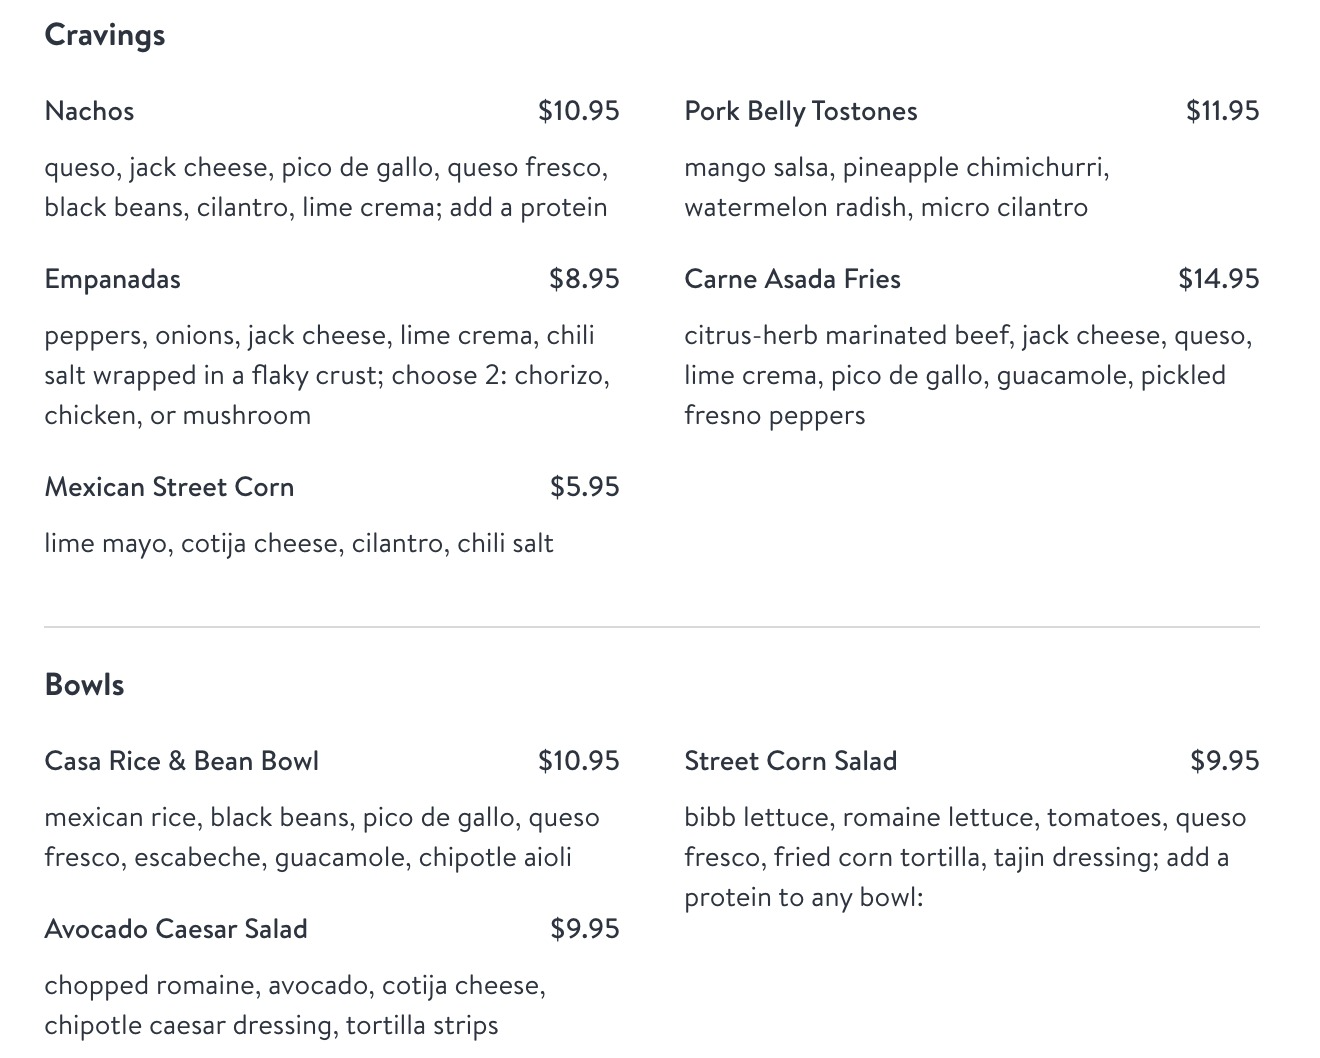 Cravings
Nachos $10.95
queso, jack cheese, pico de gallo, queso fresco,
black beans, cilantro, lime crema; add a protein
Empanadas $8.95
peppers, onions, jack cheese, lime crema, chili
salt wrapped in a flaky crust; choose 2: chorizo,
chicken, or mushroom
Mexican Street Corn $5.95
lime mayo, cotija cheese, cilantro, chili salt
Pork Belly Tostones $11.95
mango salsa, pineapple chimichurri,
watermelon radish, micro cilantro
Carne Asada Fries $14.95
citrus-herb marinated beef, jack cheese, queso,
lime crema, pico de gallo, guacamole, pickled
fresno peppers
Bowls
Casa Rice & Bean Bowl $10.95
mexican rice, black beans, pico de gallo, queso
fresco, escabeche, guacamole, chipotle aioli
Avocado Caesar Salad $9.95
chopped romaine, avocado, cotija cheese,
chipotle caesar dressing, tortilla strips
Street Corn Salad $9.95
bibb lettuce, romaine lettuce, tomatoes, queso
fresco, fried corn tortilla, tajin dressing; add a
protein to any bowl: